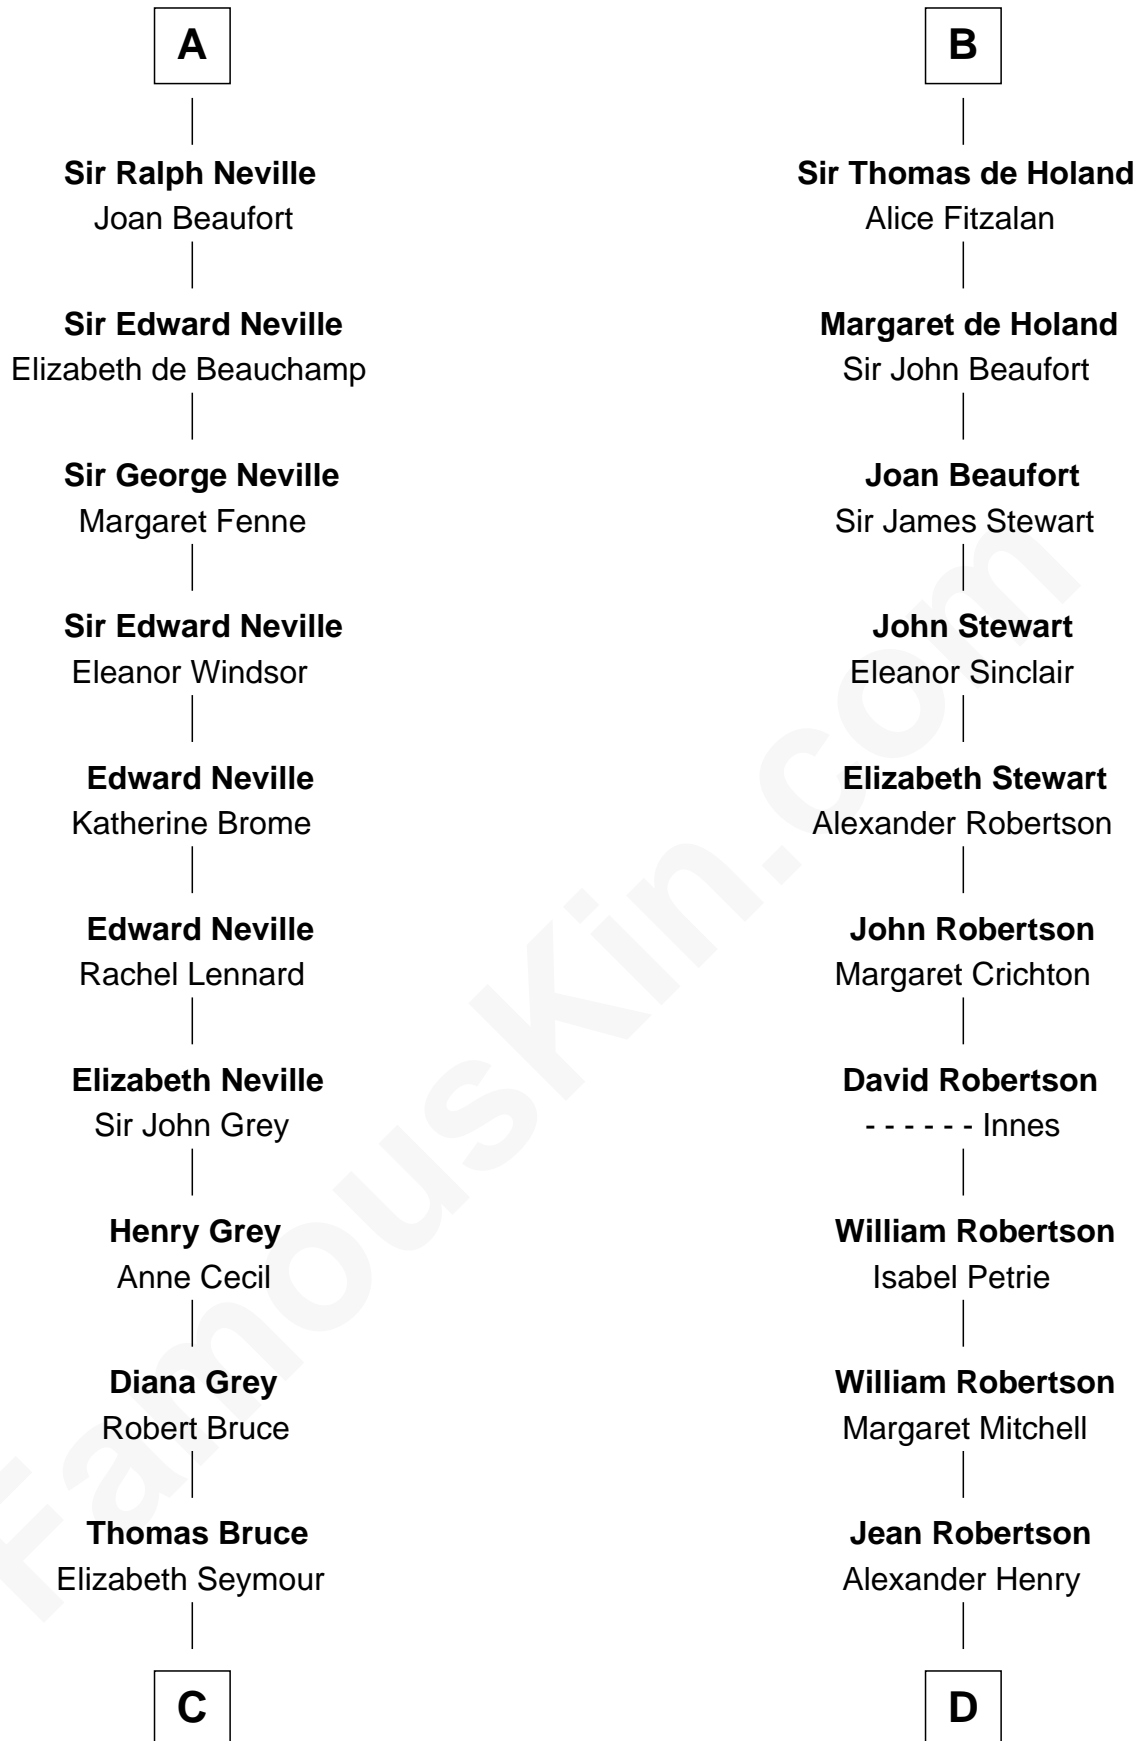 A
Sir Ralph Neville
Joan Beaufort
Sir Edward Neville
Elizabeth de Beauchamp
Sir George Neville
Margaret Fenne
Sir Edward Neville
Eleanor Windsor
Edward Neville
Katherine Brome
Edward Neville
Rachel Lennard
Elizabeth Neville
Sir John Grey
Henry Grey
Anne Cecil
Diana Grey
Robert Bruce
Thomas Bruce
Elizabeth Seymour
C
B
Sir Thomas de Holand
Alice Fitzalan
Margaret de Holand
Sir John Beaufort
Joan Beaufort
Sir James Stewart
John Stewart
Eleanor Sinclair
Elizabeth Stewart
Alexander Robertson
John Robertson
Margaret Crichton
David Robertson
- - - - - - Innes
William Robertson
Isabel Petrie
William Robertson
Margaret Mitchell
Jean Robertson
Alexander Henry
D
FamousKin.com